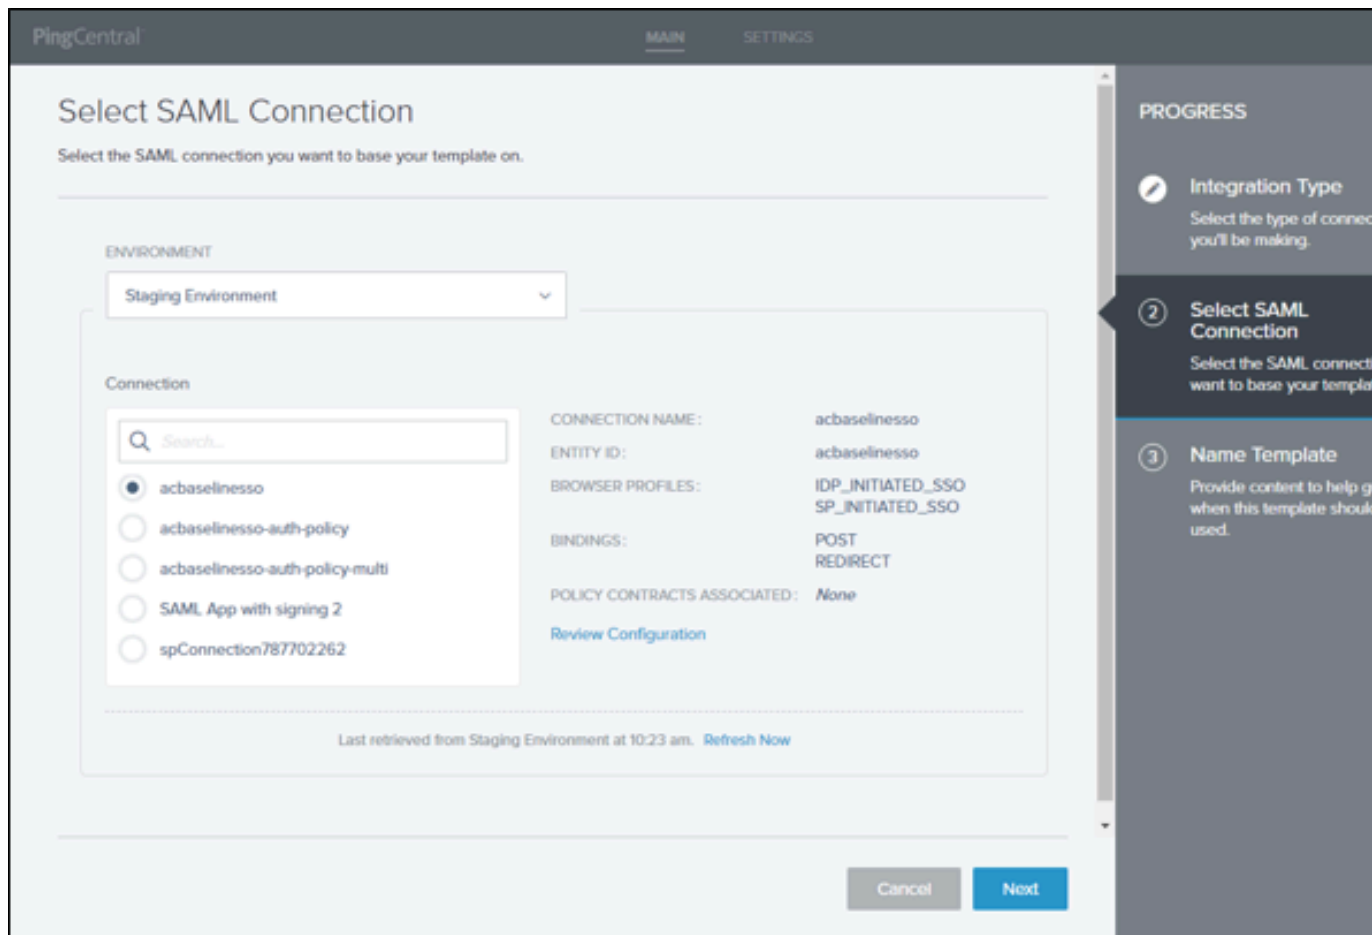 PingCentral
MAIN
SETTINGS
Select SAML Connection
Select the SAML connection you want to base your template on.
ENVIRONMENT
Staging Environment
Connection
Search...
acbaselinesso
acbaselinesso-auth-policy
acbaselinesso-auth-policy-multi
SAML App with signing 2
spConnection787702262
CONNECTION NAME: acbaselinesso
ENTITY ID: acbaselinesso
BROWSER PROFILES: IDP_INITIATED_SSO
SP_INITIATED_SSO
BINDINGS: POST
REDIRECT
POLICY CONTRACTS ASSOCIATED: None
Review Configuration
Last retrieved from Staging Environment at 10:23 am. Refresh Now
Cancel
Next
PROGRESS
Integration Type
Select the type of
you'll be making.
2
Select SAML
Connection
Select the SAML
want to base your
3
Name Template
Provide content to help
when this template
used.